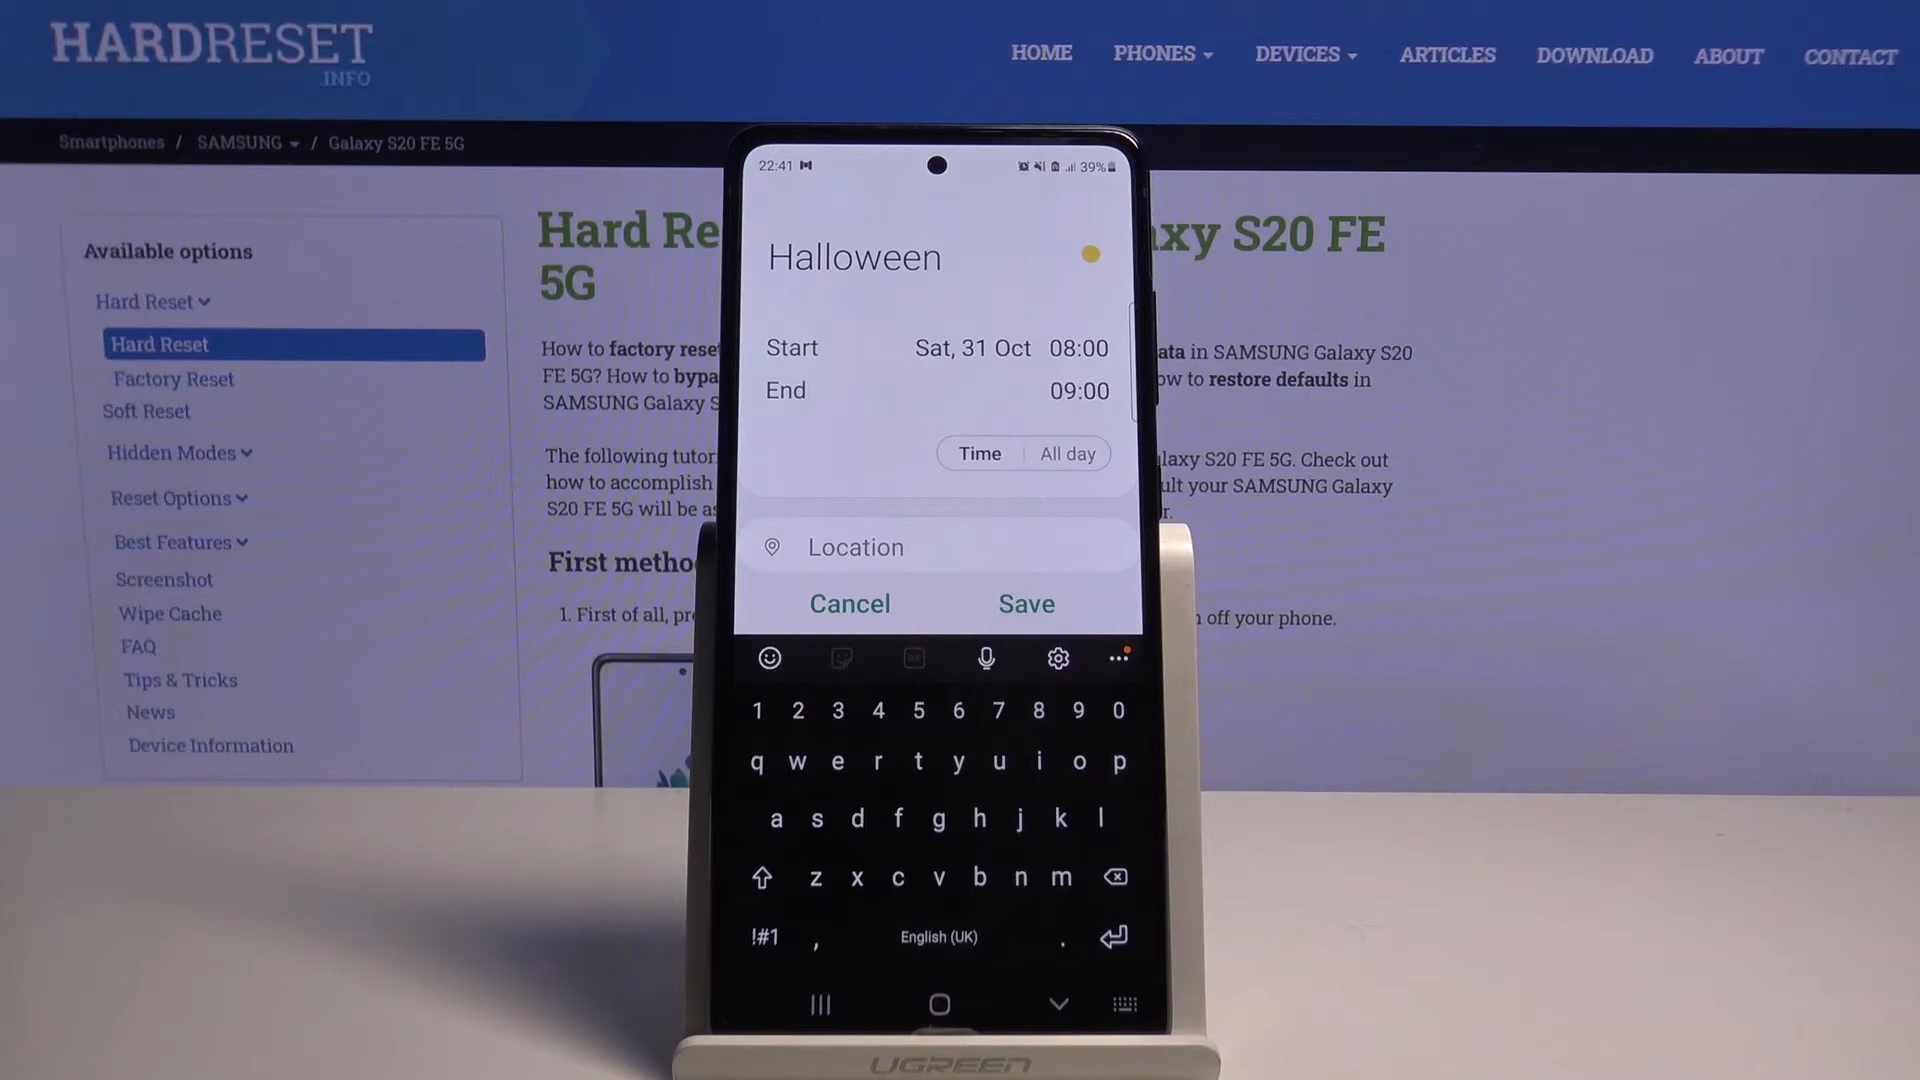 HARDRESET
.INFO
HOME PHONES DEVICES ARTICLES DOWNLOAD ABOUT CONTACT
Smartphones / SAMSUNG / Galaxy S20 FE 5G
Available options
Hard Reset
Hard Reset
Factory Reset
Soft Reset
Hidden Modes
Reset Options
Best Features
Screenshot
Wipe Cache
FAQ
Tips & Tricks
News
Device Information
Hard Re
axy S20 FE
5G
How to factory reset
ata in SAMSUNG Galaxy S20
FE 5G? How to bypa
ow to restore defaults in
SAMSUNG Galaxy S
The following tutor
laxy S20 FE 5G. Check out
how to accomplish
ult your SAMSUNG Galaxy
S20 FE 5G will be as
r.
First metho
1. First of all, pr
n off your phone.
22:41 39%
Halloween
Start Sat, 31 Oct 08:00
End 09:00
Time All day
Location
Cancel Save
GIF
1 2 3 4 5 6 7 8 9 0
q w e r t y u i o p
a s d f g h j k l
z x c v b n m
!#1 , English (UK) .
UGREEN